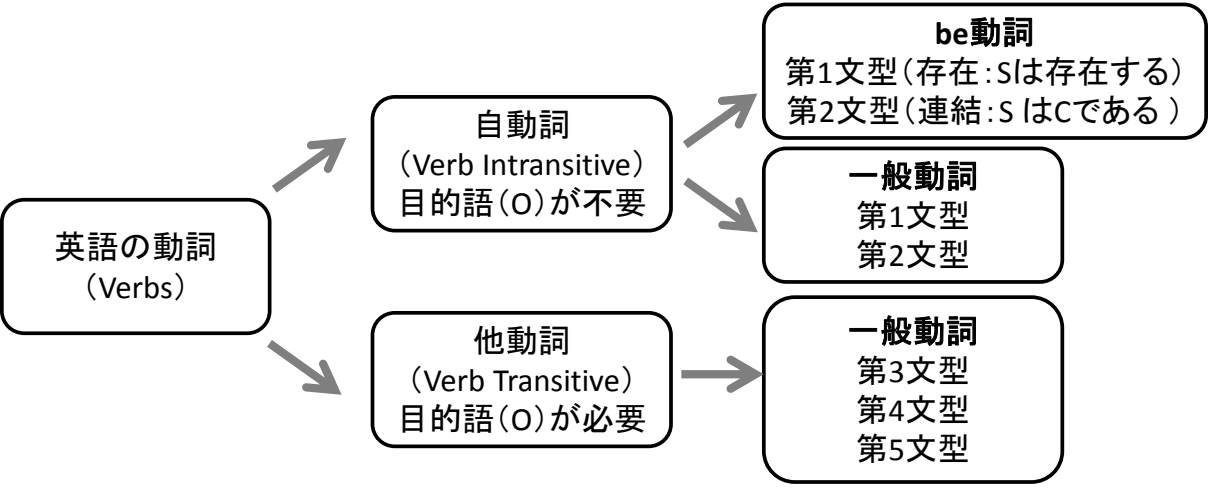 英語の動詞
（Verbs）
自動詞
（Verb Intransitive）
目的語（O）が不要
他動詞
（Verb Transitive）
目的語（O）が必要
be動詞
第1文型（存在：Sは存在する）
第2文型（連結：S はCである ）
一般動詞
第1文型
第2文型
一般動詞
第3文型
第4文型
第5文型